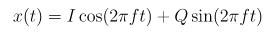 x(t) = I cos(2πft) + Q sin(2πft)